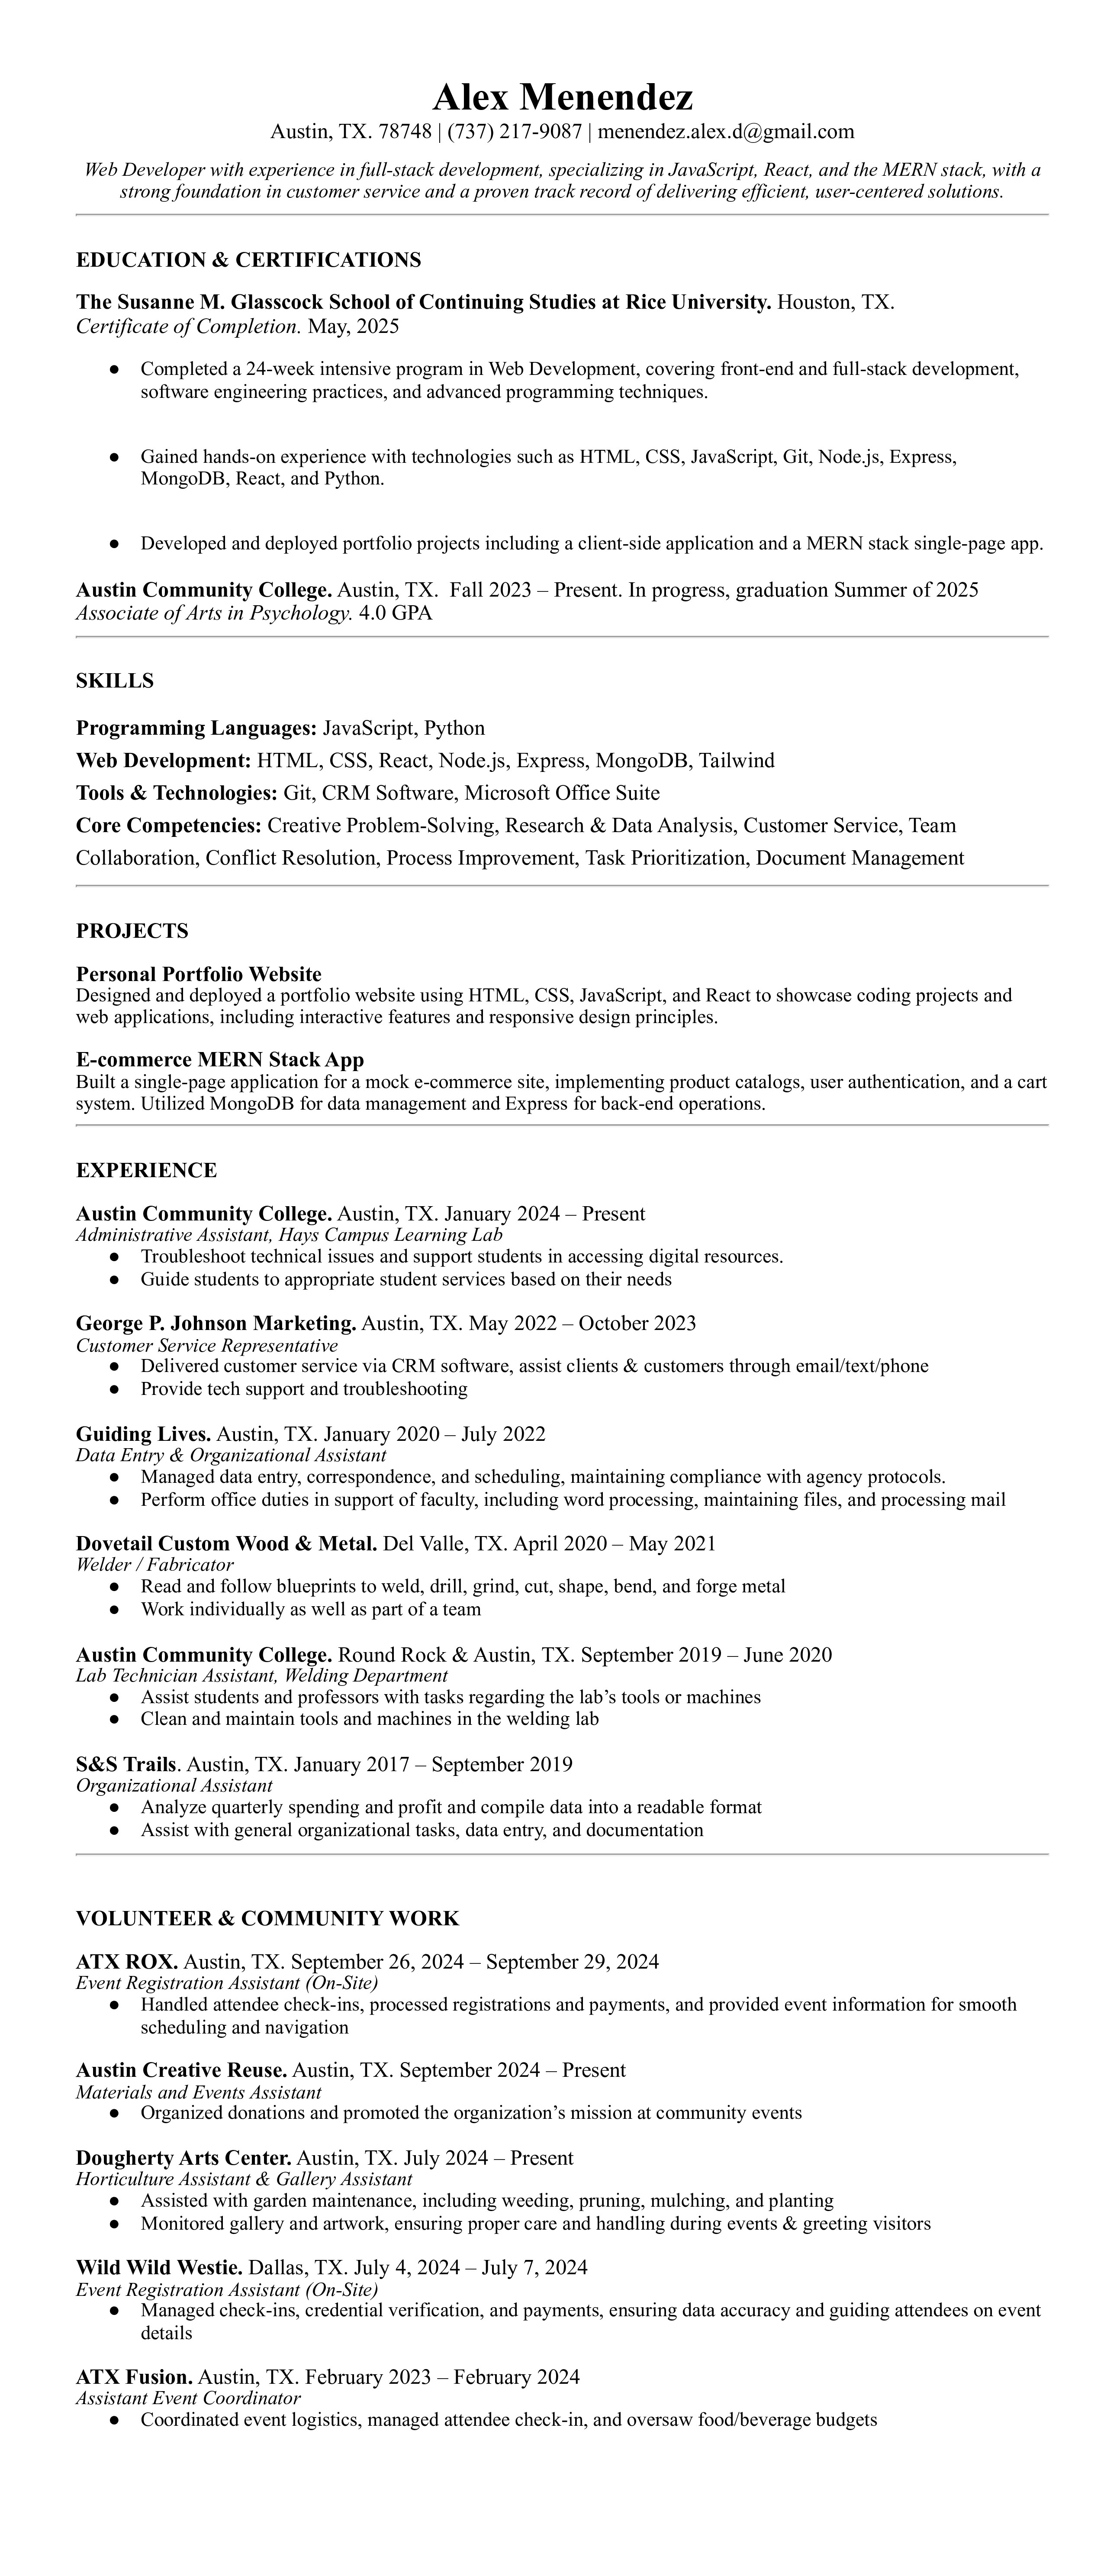 Alex Menendez
Austin, TX. 78748 | (737) 217-9087 | menendez.alex.d@gmail.com
Web Developer with experience in full-stack development, specializing in JavaScript, React, and the MERN stack, with a
strong foundation in customer service and a proven track record of delivering efficient, user-centered solutions.
EDUCATION & CERTIFICATIONS
The Susanne M. Glasscock School of Continuing Studies at Rice University. Houston, TX.
Certificate of Completion. May, 2025
● Completed a 24-week intensive program in Web Development, covering front-end and full-stack development,
software engineering practices, and advanced programming techniques.
● Gained hands-on experience with technologies such as HTML, CSS, JavaScript, Git, Node.js, Express,
MongoDB, React, and Python.
● Developed and deployed portfolio projects including a client-side application and a MERN stack single-page app.
Austin Community College. Austin, TX.  Fall 2023 – Present. In progress, graduation Summer of 2025
Associate of Arts in Psychology. 4.0 GPA
SKILLS
Programming Languages: JavaScript, Python
Web Development: HTML, CSS, React, Node.js, Express, MongoDB, Tailwind
Tools & Technologies: Git, CRM Software, Microsoft Office Suite
Core Competencies: Creative Problem-Solving, Research & Data Analysis, Customer Service, Team
Collaboration, Conflict Resolution, Process Improvement, Task Prioritization, Document Management
PROJECTS
Personal Portfolio Website
Designed and deployed a portfolio website using HTML, CSS, JavaScript, and React to showcase coding projects and
web applications, including interactive features and responsive design principles.
E-commerce MERN Stack App
Built a single-page application for a mock e-commerce site, implementing product catalogs, user authentication, and a cart
system. Utilized MongoDB for data management and Express for back-end operations.
EXPERIENCE
Austin Community College. Austin, TX. January 2024 – Present
Administrative Assistant, Hays Campus Learning Lab
● Troubleshoot technical issues and support students in accessing digital resources.
● Guide students to appropriate student services based on their needs
George P. Johnson Marketing. Austin, TX. May 2022 – October 2023
Customer Service Representative
● Delivered customer service via CRM software, assist clients & customers through email/text/phone
● Provide tech support and troubleshooting
Guiding Lives. Austin, TX. January 2020 – July 2022
Data Entry & Organizational Assistant
● Managed data entry, correspondence, and scheduling, maintaining compliance with agency protocols.
● Perform office duties in support of faculty, including word processing, maintaining files, and processing mail
Dovetail Custom Wood & Metal. Del Valle, TX. April 2020 – May 2021
Welder / Fabricator
● Read and follow blueprints to weld, drill, grind, cut, shape, bend, and forge metal
● Work individually as well as part of a team
Austin Community College. Round Rock & Austin, TX. September 2019 – June 2020
Lab Technician Assistant, Welding Department
● Assist students and professors with tasks regarding the lab’s tools or machines
● Clean and maintain tools and machines in the welding lab
S&S Trails. Austin, TX. January 2017 – September 2019
Organizational Assistant
● Analyze quarterly spending and profit and compile data into a readable format
● Assist with general organizational tasks, data entry, and documentation
VOLUNTEER & COMMUNITY WORK
ATX ROX. Austin, TX. September 26, 2024 – September 29, 2024
Event Registration Assistant (On-Site)
● Handled attendee check-ins, processed registrations and payments, and provided event information for smooth
scheduling and navigation
Austin Creative Reuse. Austin, TX. September 2024 – Present
Materials and Events Assistant
● Organized donations and promoted the organization’s mission at community events
Dougherty Arts Center. Austin, TX. July 2024 – Present
Horticulture Assistant & Gallery Assistant
● Assisted with garden maintenance, including weeding, pruning, mulching, and planting
● Monitored gallery and artwork, ensuring proper care and handling during events & greeting visitors
Wild Wild Westie. Dallas, TX. July 4, 2024 – July 7, 2024
Event Registration Assistant (On-Site)
● Managed check-ins, credential verification, and payments, ensuring data accuracy and guiding attendees on event
details
ATX Fusion. Austin, TX. February 2023 – February 2024
Assistant Event Coordinator
● Coordinated event logistics, managed attendee check-in, and oversaw food/beverage budgets